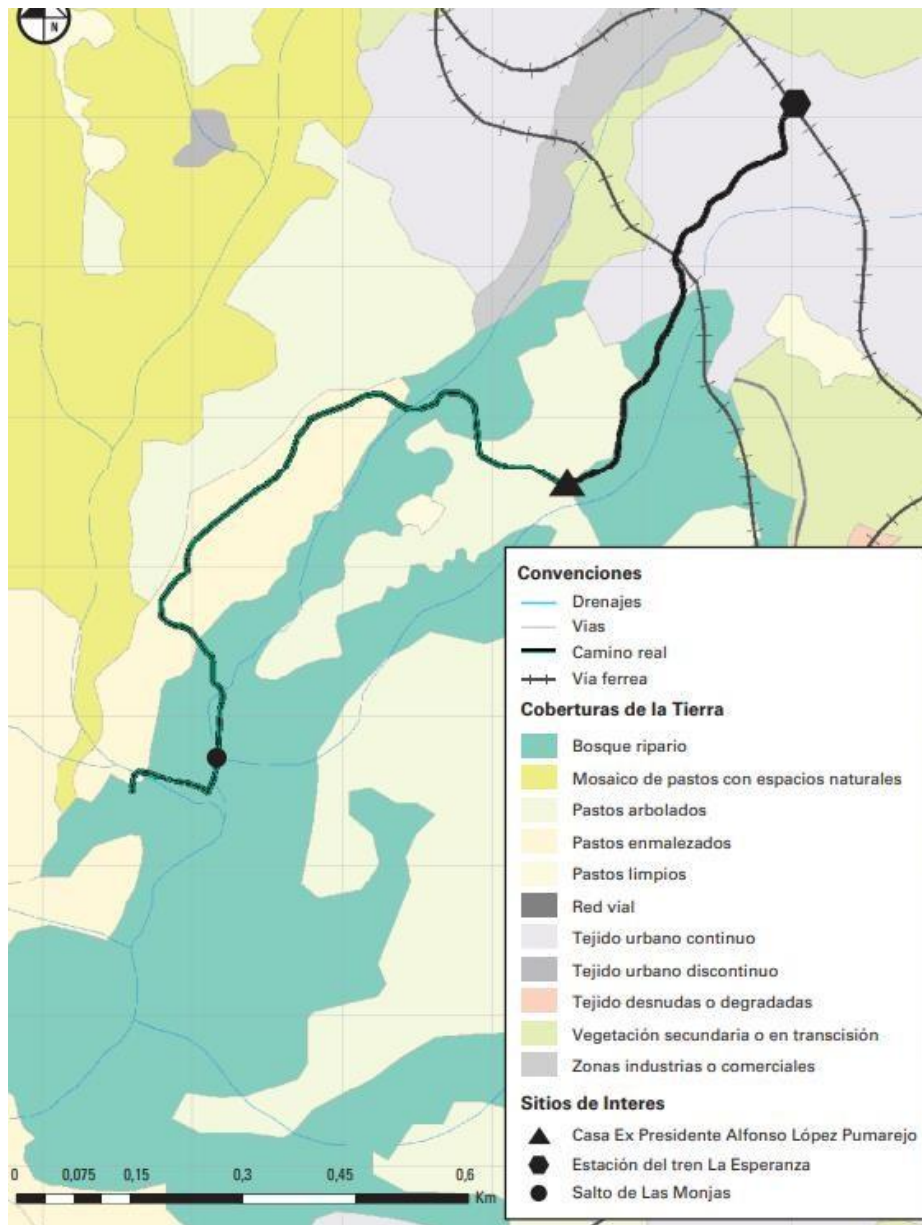 N
Convenciones
Drenajes
Vias
Camino real
Via ferrea
Coberturas de la Tierra
Bosque ripario
Mosaico de pastos con espacios naturales
Pastos arbolados
Pastos enmalezados
Pastos limpios
Red vial
Tejido urbano continuo
Tejido urbano discontinuo
Tejido desnudas o degradadas
Vegetación secundaria o en transcisión
Zonas industrias o comerciales
Sitios de Interes
Casa Ex Presidente Alfonso López Pumarejo
Estación del tren La Esperanza
Salto de Las Monjas
0 0,075 0,15 0,3 0,45 0,6
Km